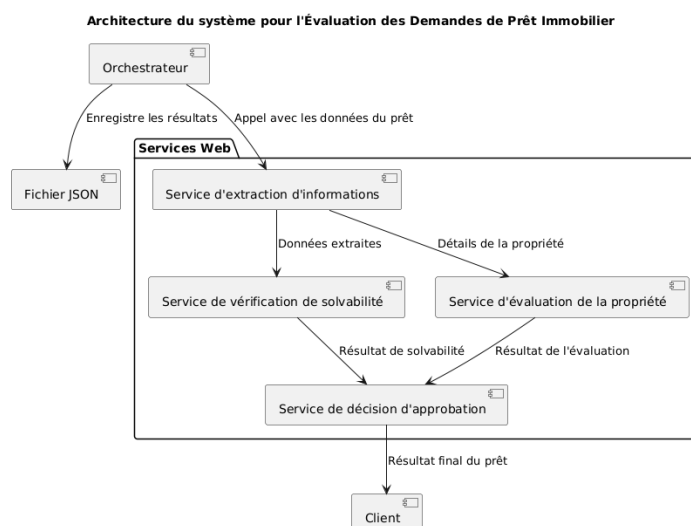 Architecture du système pour l'Évaluation des Demandes de Prêt Immobilier
Orchestrateur
Enregistre les résultats
Appel avec les données du prêt
Services Web
Fichier JSON
Service d'extraction d'informations
Données extraites
Détails de la propriété
Service de vérification de solvabilité
Service d'évaluation de la propriété
Résultat de solvabilité
Résultat de l'évaluation
Service de décision d'approbation
Résultat final du prêt
Client